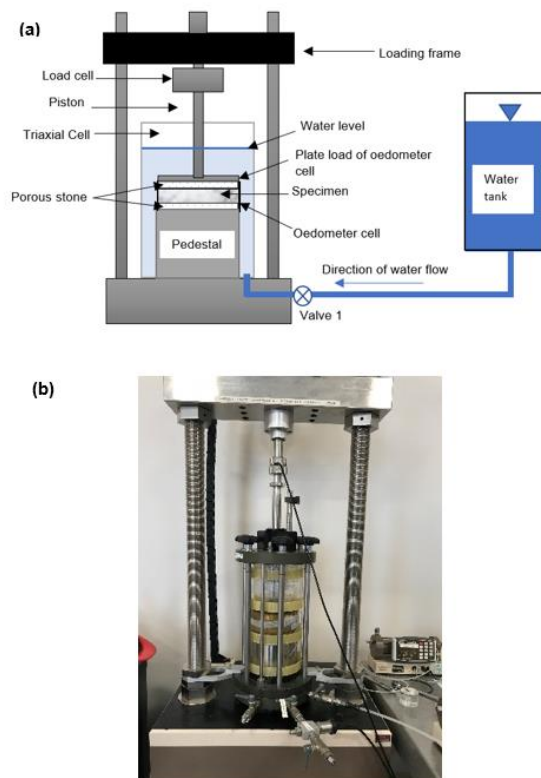 (a)
Loading frame
Load cell
Piston
Triaxial Cell
Water level
Plate load of oedometer
cell
Porous stone
Specimen
Water
tank
Oedometer cell
Pedestal
Direction of water flow
Valve 1
(b)